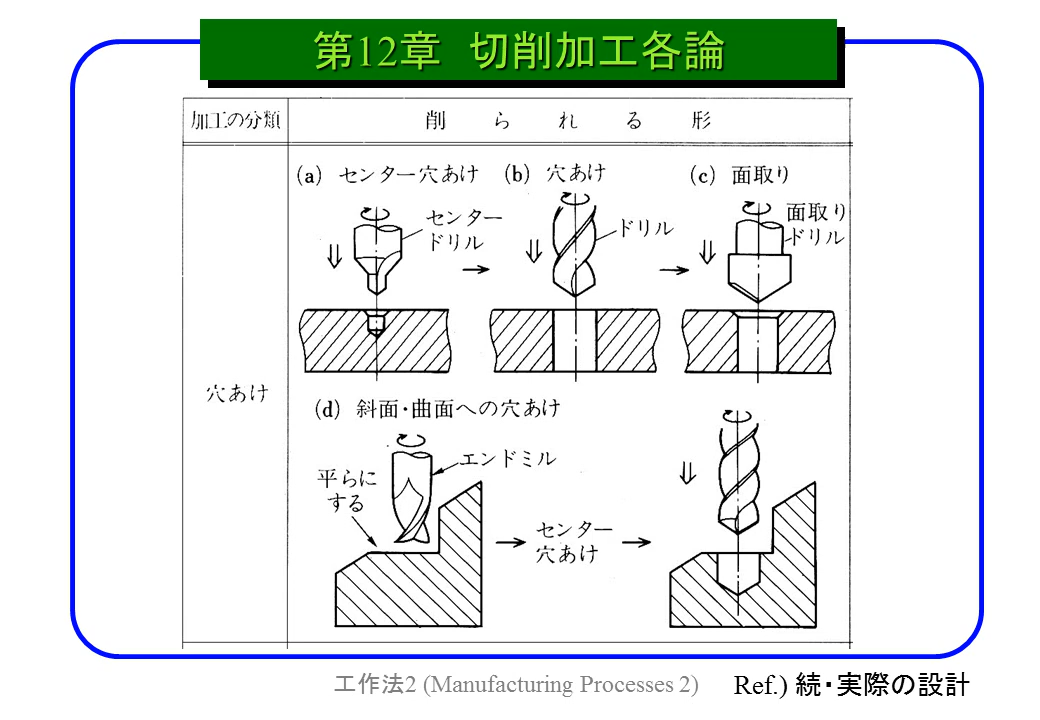 第12章 切削加工各論
加工の分類
削られる形
(a) センター穴あけ
(b) 穴あけ
(c) 面取り
センター
ドリル
ドリル
面取り
ドリル
穴あけ
(d) 斜面・曲面への穴あけ
エンドミル
平らに
する
センター
穴あけ
工作法2 (Manufacturing Processes 2)
Ref.) 続・実際の設計